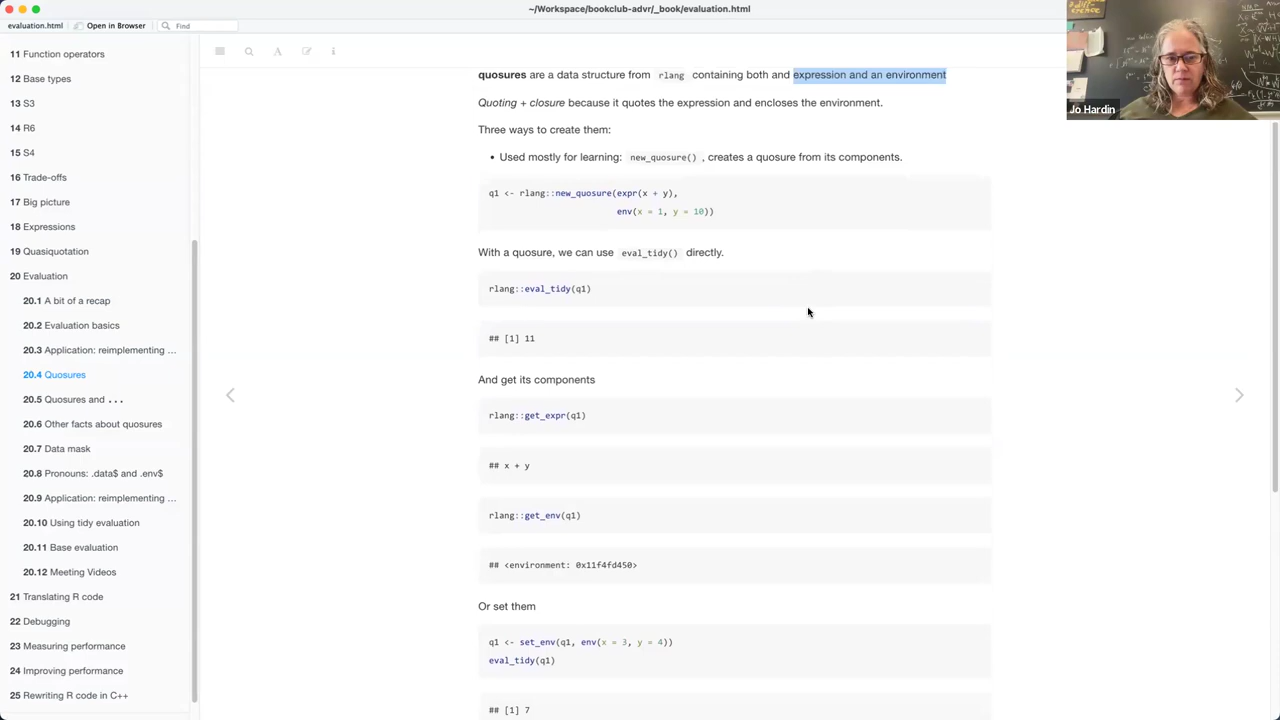 ~/Workspace/bookclub-advr/_book/evaluation.html
evaluation.html
Open in Browser
Find
11 Function operators
12 Base types
13 S3
14 R6
15 S4
16 Trade-offs
17 Big picture
18 Expressions
19 Quasiquotation
20 Evaluation
20.1 A bit of a recap
20.2 Evaluation basics
20.3 Application: reimplementing ...
20.4 Quosures
20.5 Quosures and ...
20.6 Other facts about quosures
20.7 Data mask
20.8 Pronouns: .data$ and .env$
20.9 Application: reimplementing ...
20.10 Using tidy evaluation
20.11 Base evaluation
20.12 Meeting Videos
21 Translating R code
22 Debugging
23 Measuring performance
24 Improving performance
25 Rewriting R code in C++
quosures are a data structure from rlang containing both and expression and an environment
Quoting + closure because it quotes the expression and encloses the environment.
Three ways to create them:
• Used mostly for learning: new_quosure() , creates a quosure from its components.
q1 <- rlang::new_quosure(expr(x + y),
env(x = 1, y = 10))
With a quosure, we can use eval_tidy() directly.
rlang::eval_tidy(q1)
## [1] 11
And get its components
rlang::get_expr(q1)
## x + y
rlang::get_env(q1)
## <environment: 0x11f4fd450>
Or set them
q1 <- set_env(q1, env(x = 3, y = 4))
eval_tidy(q1)
## [1] 7
Jo Hardin